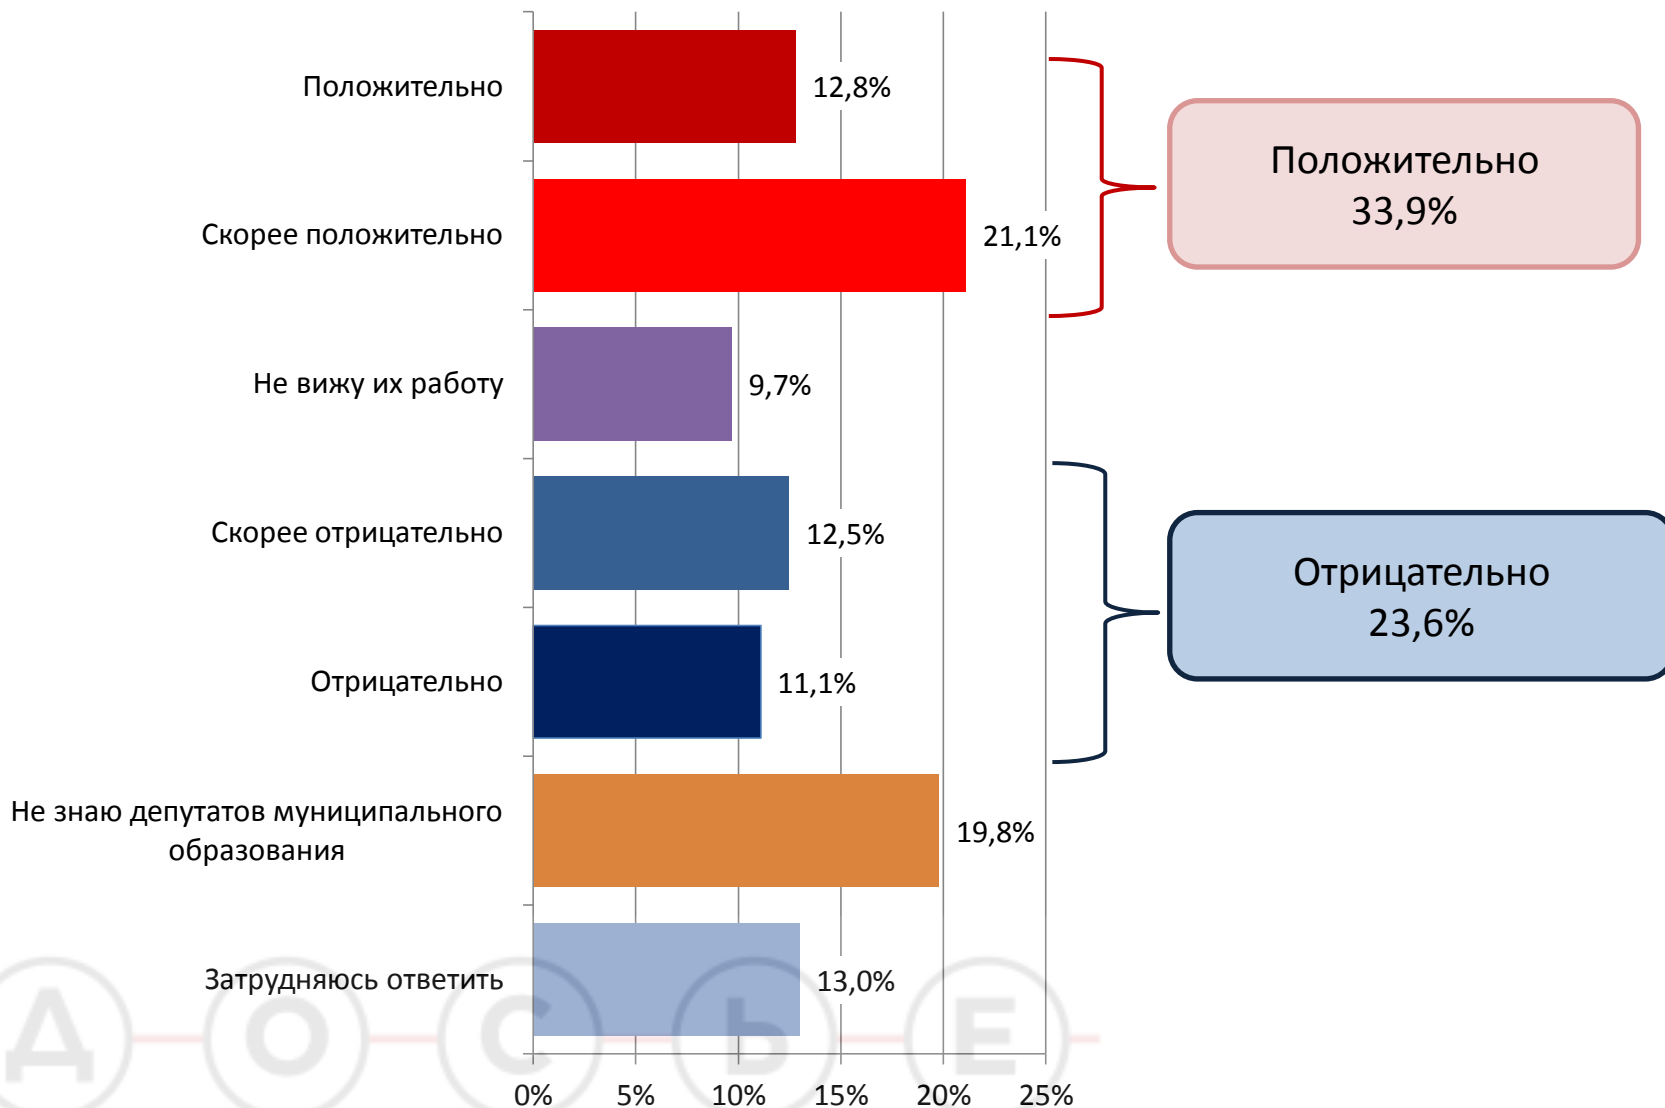 Положительно
12,8%
Скорее положительно
21,1%
Положительно
33,9%
Не вижу их работу
9,7%
Скорее отрицательно
12,5%
Отрицательно
11,1%
Отрицательно
23,6%
Не знаю депутатов муниципального
образования
19,8%
Затрудняюсь ответить
13,0%
ДОСЬЕ
0% 5% 10% 15% 20% 25%